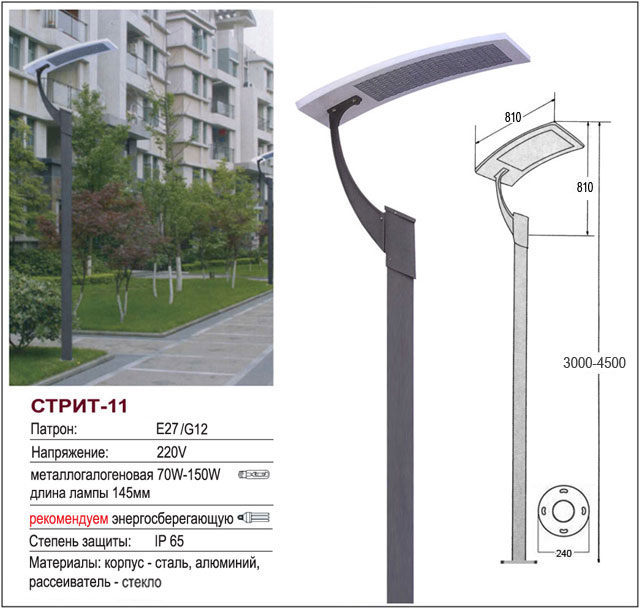 СТРИТ-11
Патрон: E27/G12
Напряжение: 220V
металлогалогеновая 70W-150W
длина лампы 145мм
рекомендуем энергосберегающую
Степень защиты: IP 65
Материалы: корпус - сталь, алюминий,
рассеиватель - стекло
810
810
3000-4500
240